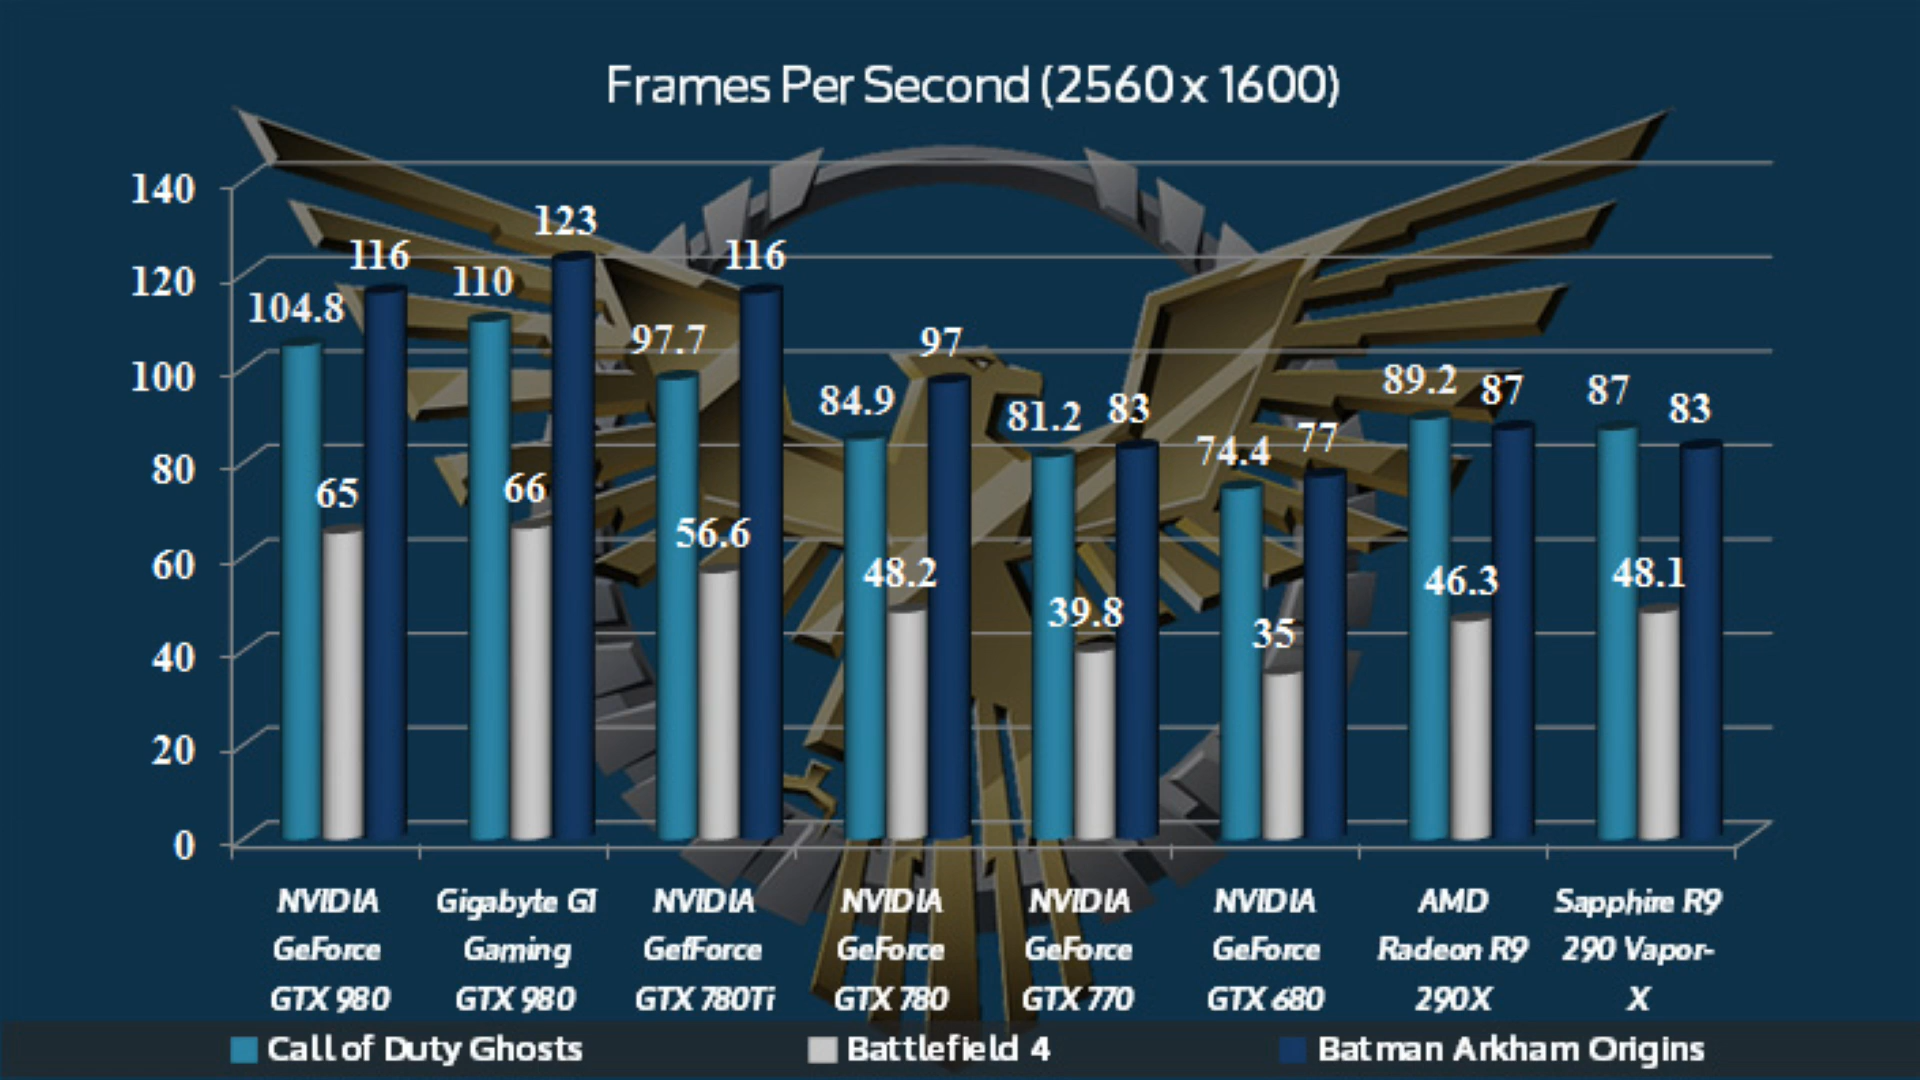 Frames Per Second (2560 x 1600)
140
120
100
80
60
40
20
0
104.8
65
116
110
66
123
97.7
56.6
116
84.9
48.2
97
81.2
39.8
83
74.4
35
77
89.2
46.3
87
87
48.1
83
NVIDIA
GeForce
GTX 980
Gigabyte G1
Gaming
GTX 980
NVIDIA
GefForce
GTX 780Ti
NVIDIA
GeForce
GTX 780
NVIDIA
GeForce
GTX 770
NVIDIA
GeForce
GTX 680
AMD
Radeon R9
290X
Sapphire R9
290 Vapor-
X
Call of Duty Ghosts
Battlefield 4
Batman Arkham Origins